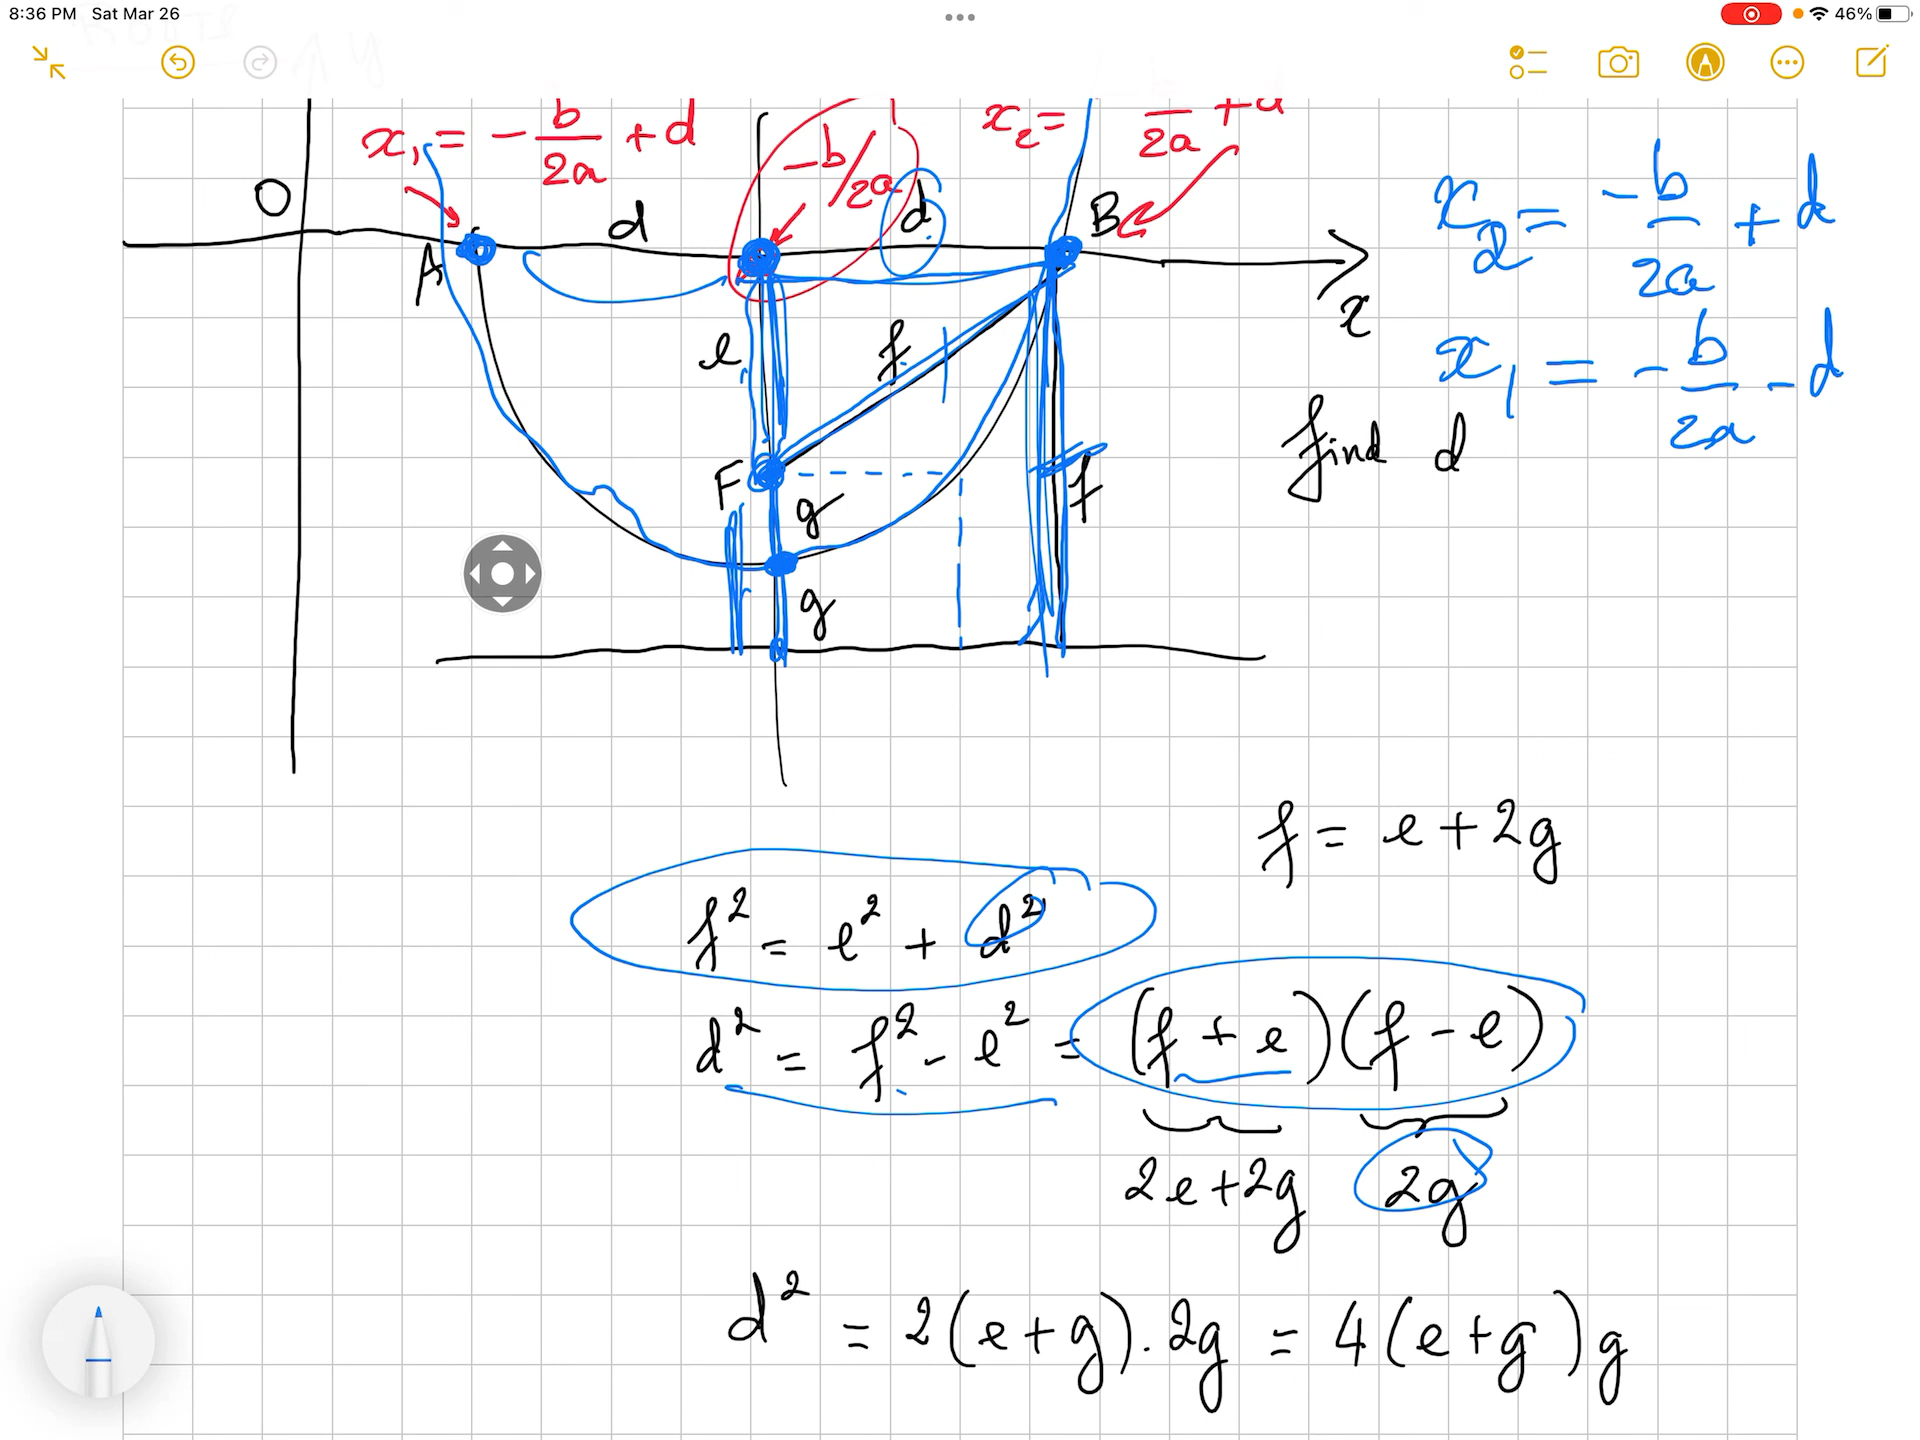 8:36 PM Sat Mar 26
46%
x₁ = - b/2a + d
-b/2a
x₂ = b/2a + d
O
A
d
d
B
x
x₂ = -b/2a + d
x₁ = -b/2a - d
find d
e
f
F
g
f
g
f = e + 2g
f² = e² + d²
d² = f² - e² = (f + e)(f - e)
2e+2g 2g
d² = 2(e+g).2g = 4(e+g)g